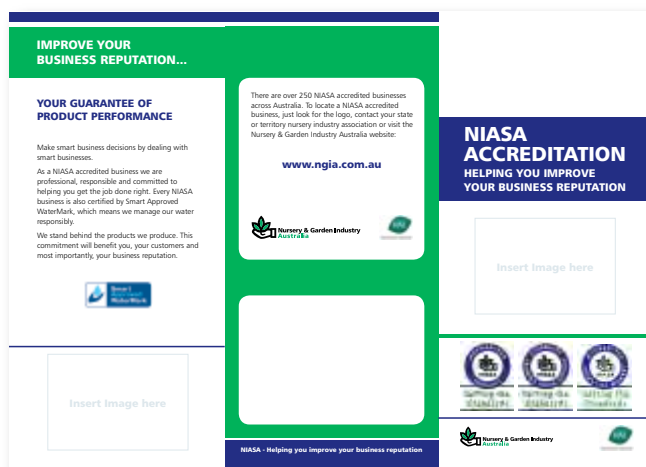 IMPROVE YOUR
BUSINESS REPUTATION...
YOUR GUARANTEE OF
PRODUCT PERFORMANCE
Make smart business decisions by dealing with
smart businesses.
As a NIASA accredited business we are
professional, responsible and committed to
helping you get the job done right. Every NIASA
business is also certified by Smart Approved
WaterMark, which means we manage our water
responsibly.
We stand behind the products we produce. This
commitment will benefit you, your customers and
most importantly, your business reputation.
Smart
WaterMark
Insert Image here
There are over 250 NIASA accredited businesses
across Australia. To locate a NIASA accredited
business, just look for the logo, contact your state
or territory nursery industry association or visit the
Nursery & Garden Industry Australia website:
www.ngia.com.au
Nursery & Garden Industry
Australia
NIASA - Helping you improve your business reputation
NIASA
ACCREDITATION
HELPING YOU IMPROVE
YOUR BUSINESS REPUTATION
Insert Image here
Nursery & Garden Industry
Australia